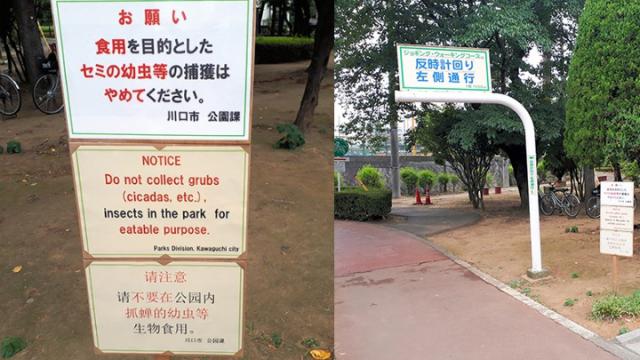 お願い
食用を目的とした
セミの幼虫等の捕獲は
やめてください。
川口市 公園課
NOTICE
Do not collect grubs
(cicadas, etc.),
insects in the park for
eatable purpose.
Parks Division, Kawaguchi city
请注意
请不要在公园内
抓蝉的幼虫等
生物食用。
川口市 公園課
ジョギング・ウォーキングコース
反時計回り
左側通行